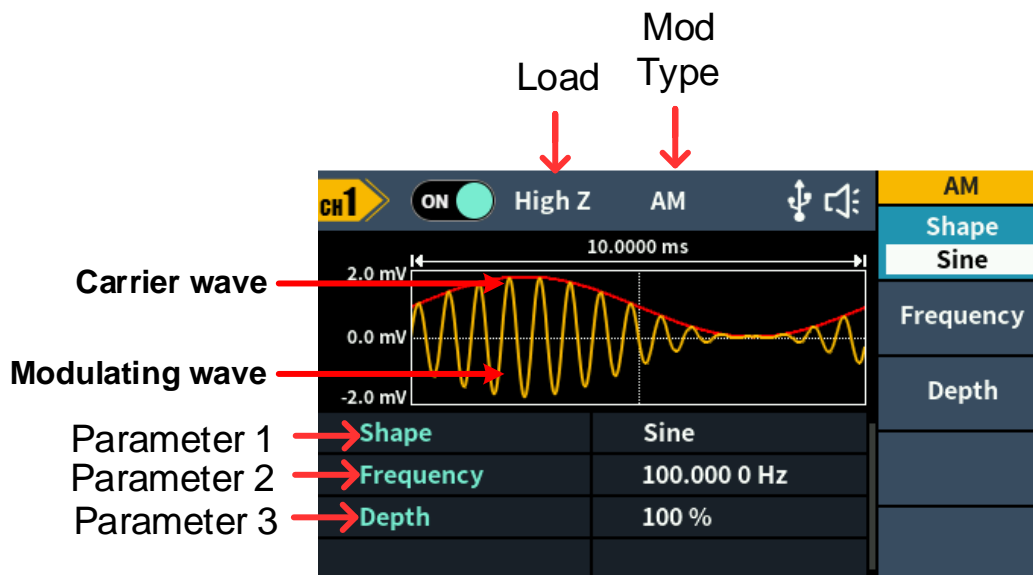 Mod
Type
Load
CH1 ON High Z AM
AM
Shape
Sine
Frequency
Depth
10.0000 ms
2.0 mV
0.0 mV
-2.0 mV
Carrier wave
Modulating wave
Parameter 1
Parameter 2
Parameter 3
Shape Sine
Frequency 100.000 0 Hz
Depth 100 %